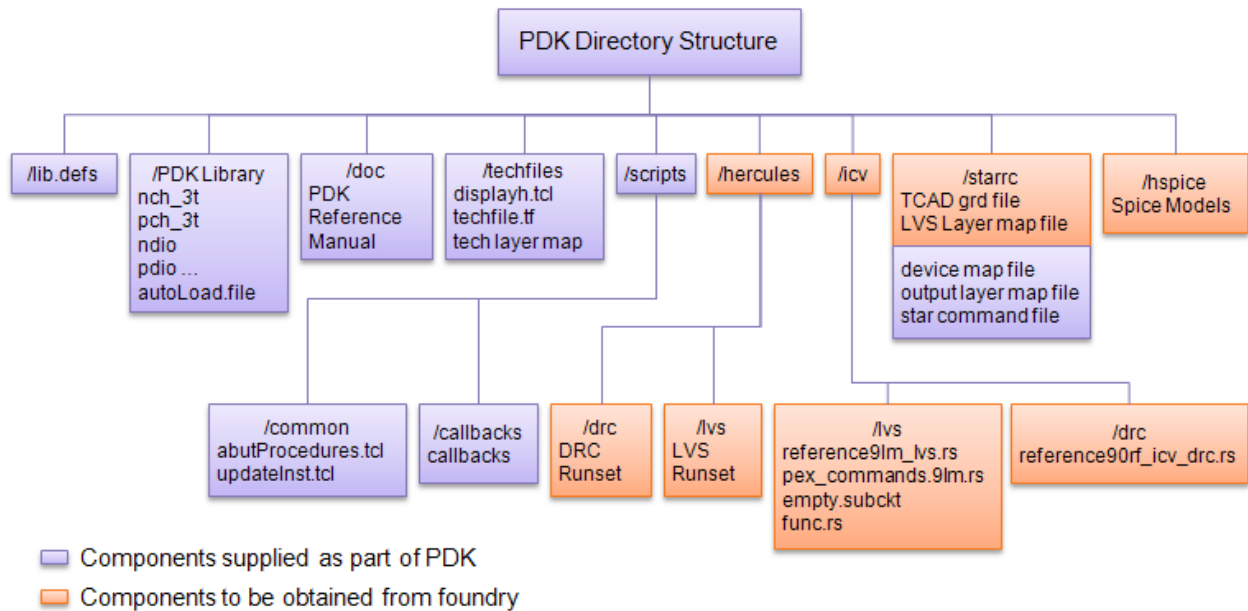 PDK Directory Structure
/lib.defs
/PDK Library
nch_3t
pch_3t
ndio
pdio ...
autoLoad.file
/doc
PDK
Reference
Manual
/techfiles
displayh.tcl
techfile.tf
tech layer map
/scripts
/hercules
/icv
/starrc
TCAD grd file
LVS Layer map file
device map file
output layer map file
star command file
/hspice
Spice Models
/common
abutProcedures.tcl
updateInst.tcl
/callbacks
callbacks
/drc
DRC
Runset
/lvs
LVS
Runset
/lvs
reference9lm_lvs.rs
pex_commands.9lm.rs
empty.subckt
func.rs
/drc
reference90rf_icv_drc.rs
Components supplied as part of PDK
Components to be obtained from foundry